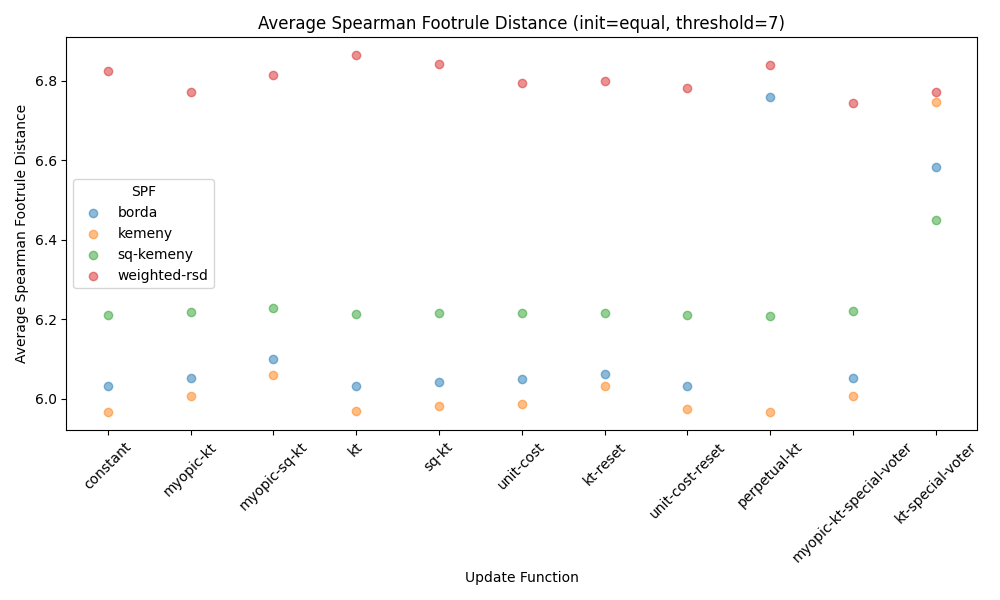 Average Spearman Footrule Distance (init=equal, threshold=7)
Average Spearman Footrule Distance
6.8
6.6
6.4
6.2
6.0
SPF
borda
kemeny
sq-kemeny
weighted-rsd
constant
myopic-kt
myopic-sq-kt
kt
sq-kt
unit-cost
kt-reset
unit-cost-reset
perpetual-kt
myopic-kt-special-voter
kt-special-voter
Update Function